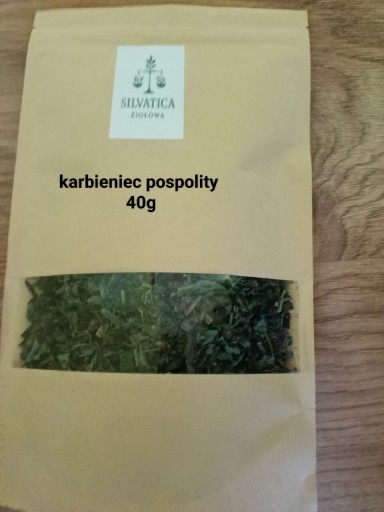 SILVATICA
ZIOŁOWA
karbieniec pospolity
40g